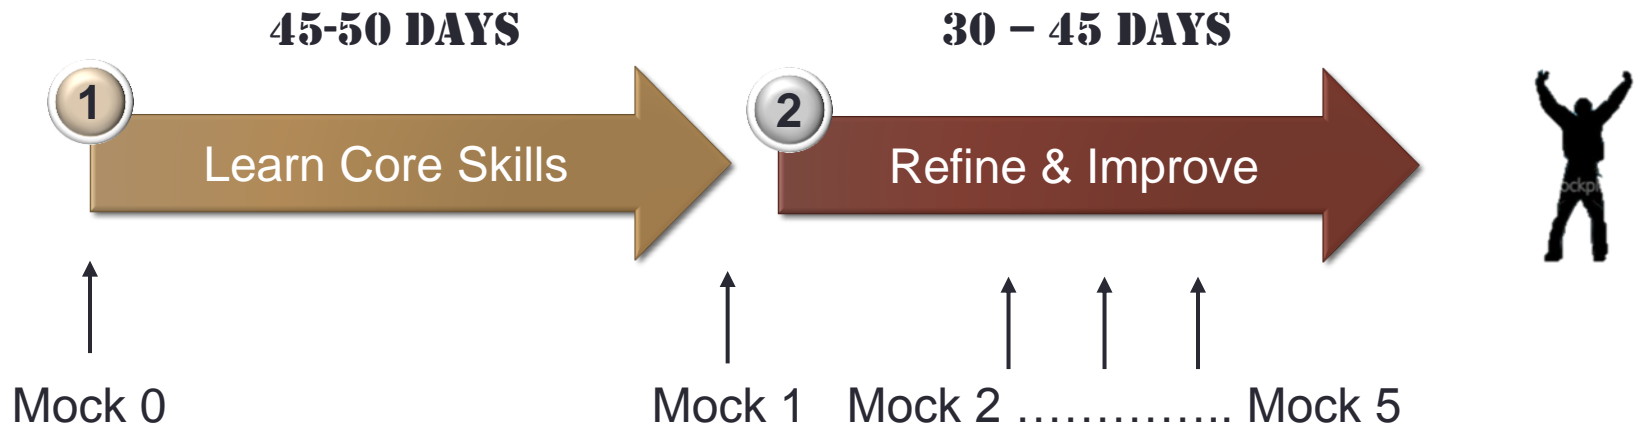 45-50 DAYS
30 – 45 DAYS
1
Learn Core Skills
2
Refine & Improve
Mock 0
Mock 1
Mock 2 ………….. Mock 5